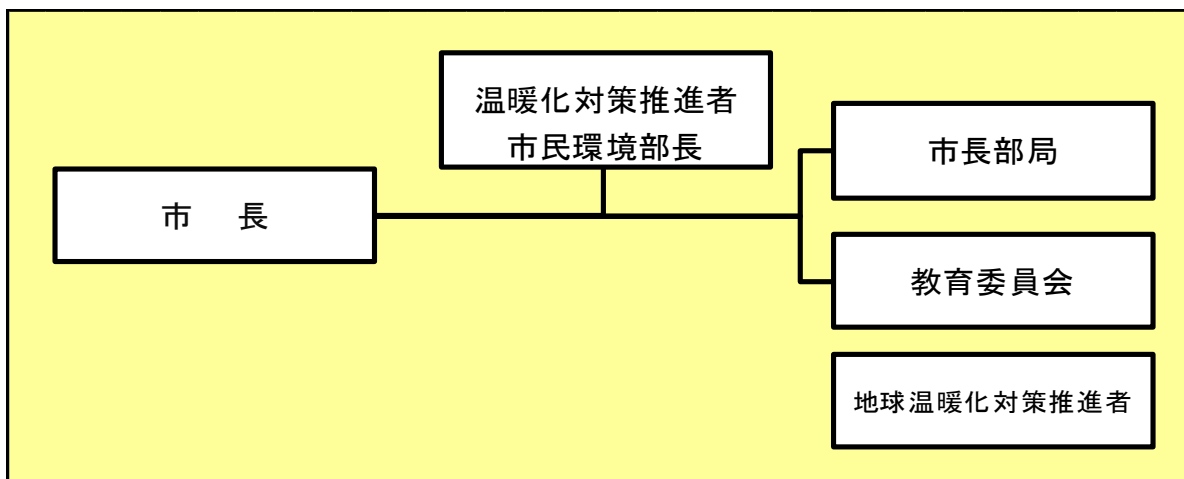 温暖化対策推進者
市民環境部長
市長部局
市　長
教育委員会
地球温暖化対策推進者